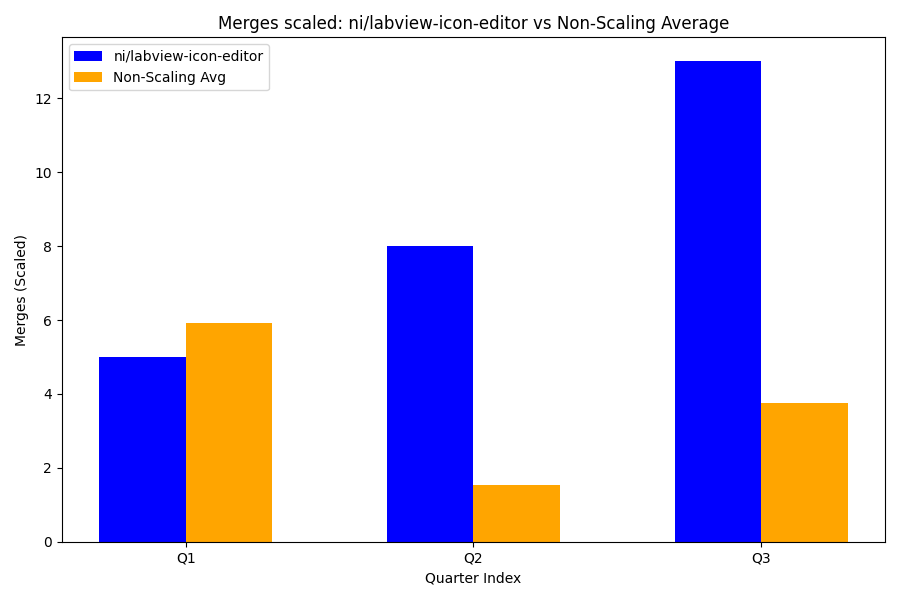 Merges scaled: ni/labview-icon-editor vs Non-Scaling Average
ni/labview-icon-editor
Non-Scaling Avg
Merges (Scaled)
12
10
8
6
4
2
0
Q1
Q2
Q3
Quarter Index